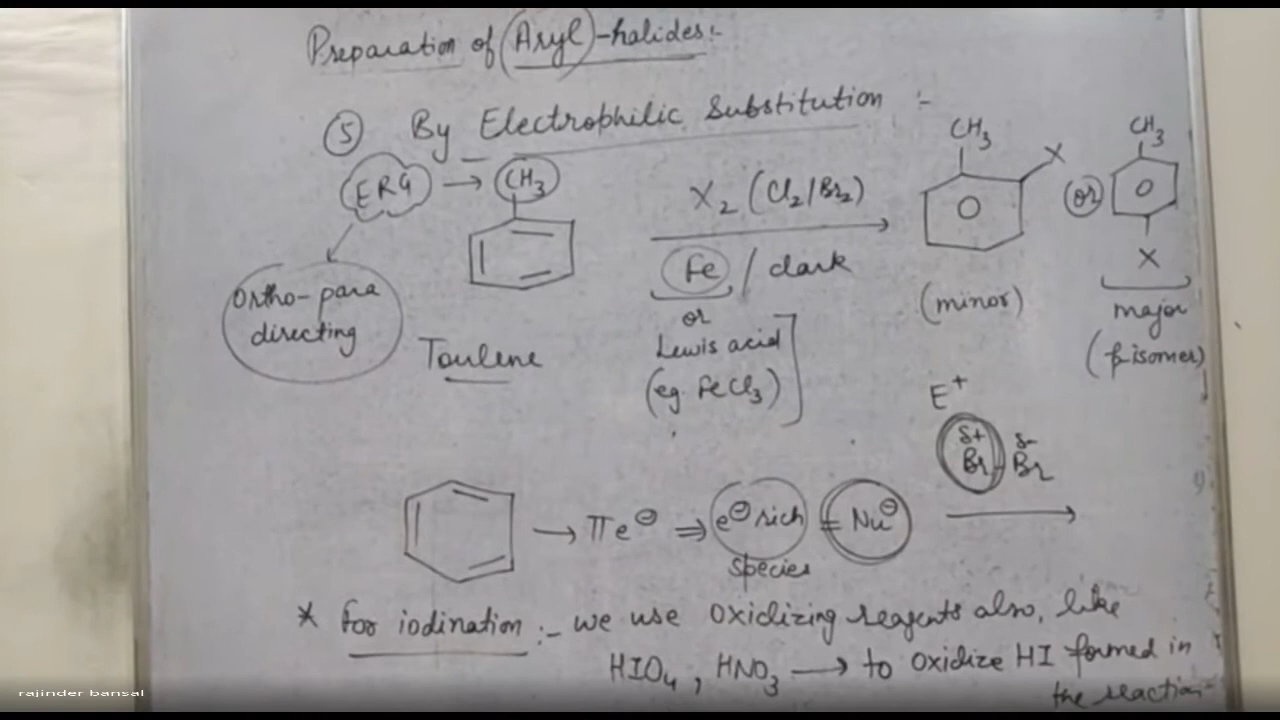 Preparation of Aryl-halides:-
(5) By Electrophilic Substitution :-
ERG → CH3
Ortho-para
directing
Toulene
X2 (Cl2/Br2)
Fe / dark
or
Lewis acid
(eg. FeCl3)
CH3
X
(minor)
or
CH3
X
major
(p-isomer)
E+
δ+ δ-
Br-Br
→ πe⊖ ⇒ e⊖ rich = Nu⊖
species
* for iodination :- we use oxidizing reagents also, like
HIO4, HNO3 → to oxidize HI formed in
the reaction
rajinder bansal